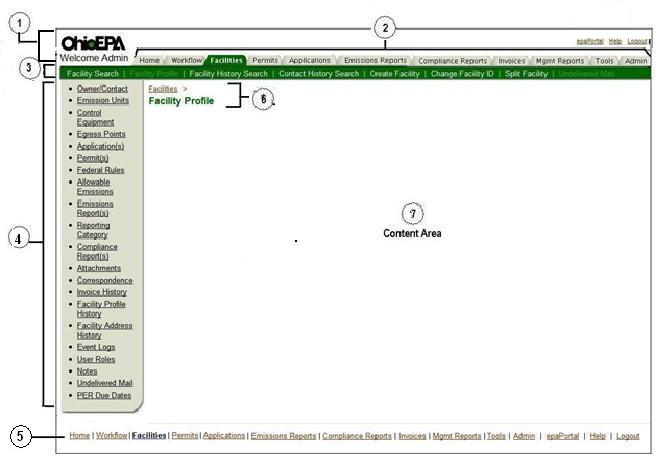 1
2
OhioEPA
epaPortal Help Logout
Welcome Admin
Home Workflow Facilities Permits Applications Emissions Reports Compliance Reports Invoices Mgmt Reports Tools Admin
3
Facility Search | Facility Profile | Facility History Search | Contact History Search | Create Facility | Change Facility ID | Split Facility | Undelivered Mail
4
• Owner/Contact
• Emission Units
• Control
Equipment
• Egress Points
• Application(s)
• Permit(s)
• Federal Rules
• Allowable
Emissions
• Emissions
Report(s)
• Reporting
Category
• Compliance
Report(s)
• Attachments
• Correspondence
• Invoice History
• Facility Profile
History
• Facility Address
History
• Event Logs
• User Roles
• Notes
• Undelivered Mail
• PER Due Dates
Facilities >
Facility Profile
6
7
Content Area
5
Home | Workflow | Facilities | Permits | Applications | Emissions Reports | Compliance Reports | Invoices | Mgmt Reports | Tools | Admin | epaPortal | Help | Logout